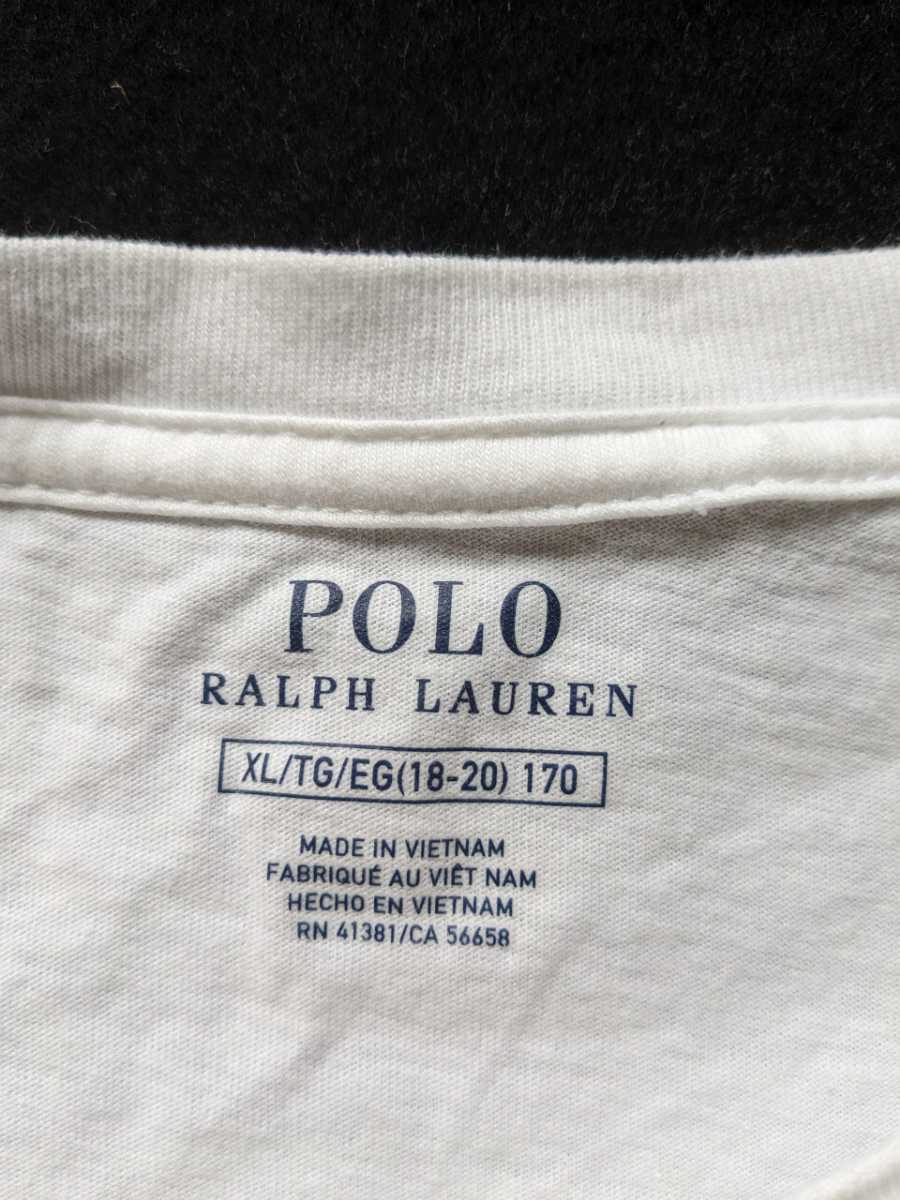 POLO
RALPH LAUREN
XL/TG/EG(18-20) 170
MADE IN VIETNAM
FABRIQUÉ AU VIÊT NAM
HECHO EN VIETNAM
RN 41381/CA 56658